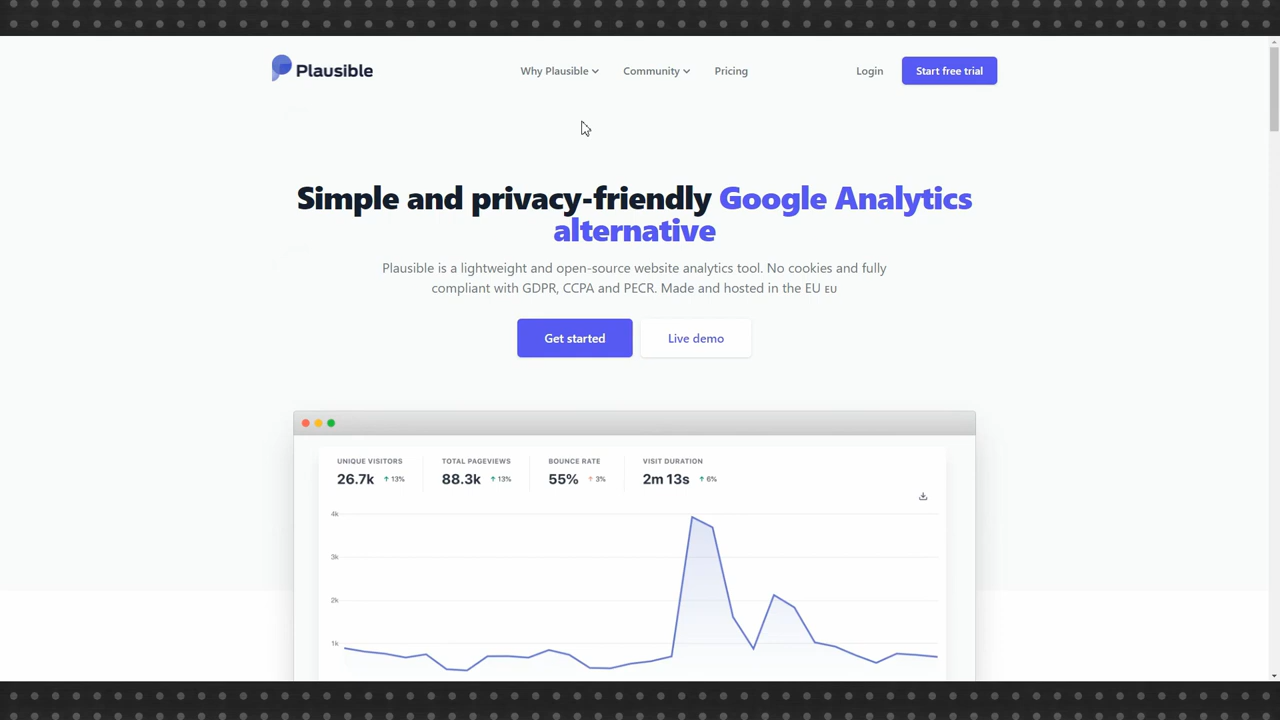 Plausible
Why Plausible
Community
Pricing
Login
Start free trial
Simple and privacy-friendly Google Analytics
alternative
Plausible is a lightweight and open-source website analytics tool. No cookies and fully
compliant with GDPR, CCPA and PECR. Made and hosted in the EU EU
Get started
Live demo
UNIQUE VISITORS
26.7k ↑ 13%
TOTAL PAGEVIEWS
88.3k ↑ 13%
BOUNCE RATE
55% ↑ 3%
VISIT DURATION
2m 13s ↑ 6%
4k
3k
2k
1k